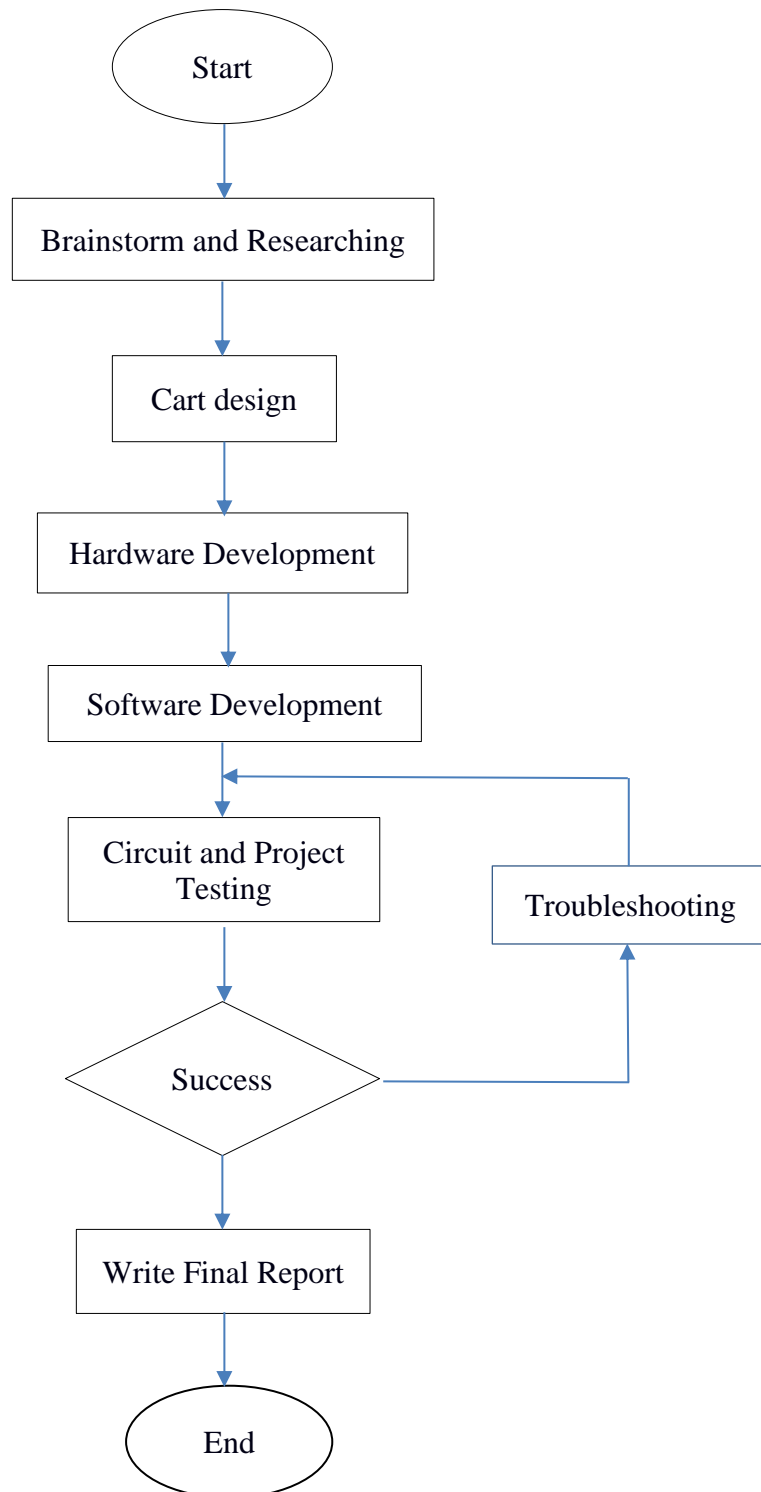 Start
Brainstorm and Researching
Cart design
Hardware Development
Software Development
Circuit and Project
Testing
Troubleshooting
Success
Write Final Report
End